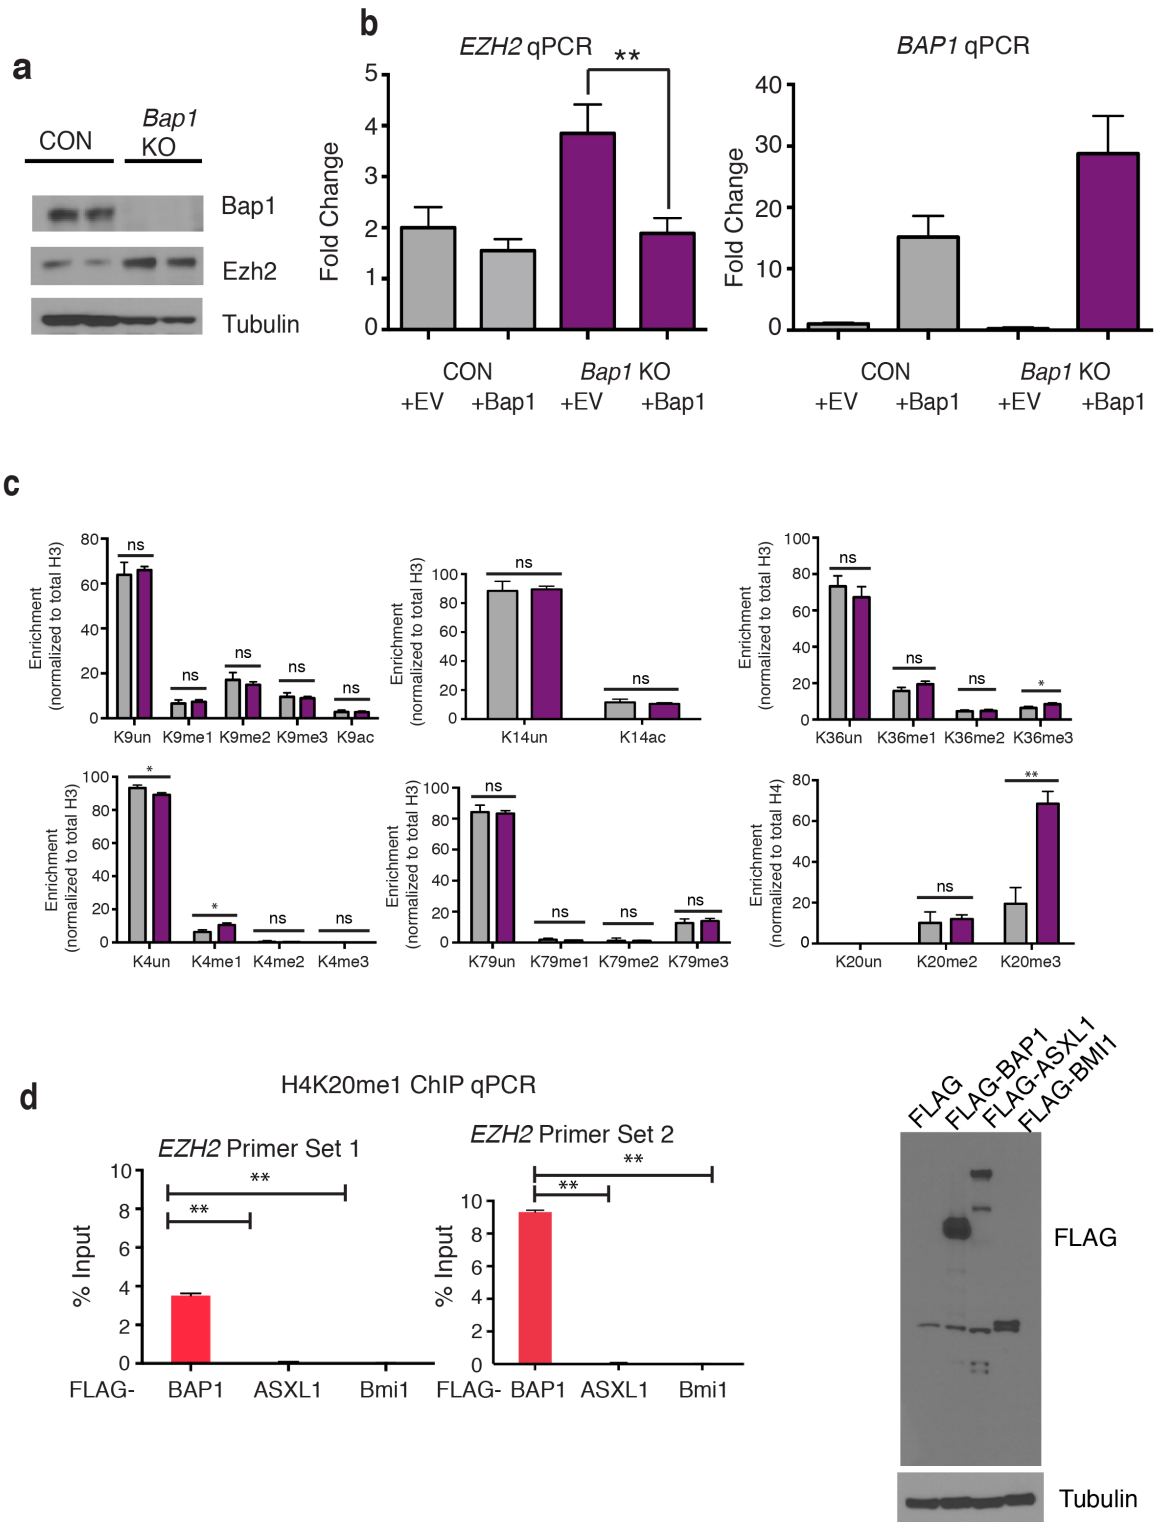 a
CON
Bap1
KO
Bap1
Ezh2
Tubulin
b
EZH2 qPCR
**
Fold Change
5
4
3
2
1
0
CON
Bap1 KO
+EV +Bap1 +EV +Bap1
BAP1 qPCR
Fold Change
40
30
20
10
0
CON
Bap1 KO
+EV +Bap1 +EV +Bap1
c
Enrichment
(normalized to total H3)
80
60
40
20
0
ns ns ns ns ns
K9un K9me1 K9me2 K9me3 K9ac
Enrichment
(normalized to total H3)
100
80
60
40
20
0
ns ns
K14un K14ac
Enrichment
(normalized to total H3)
100
80
60
40
20
0
ns ns ns *
K36un K36me1 K36me2 K36me3
Enrichment
(normalized to total H3)
100
80
60
40
20
0
* * ns ns
K4un K4me1 K4me2 K4me3
Enrichment
(normalized to total H3)
100
80
60
40
20
0
ns ns ns ns
K79un K79me1 K79me2 K79me3
Enrichment
(normalized to total H4)
80
60
40
20
0
ns **
K20un K20me2 K20me3
d
H4K20me1 ChIP qPCR
EZH2 Primer Set 1
% Input
10
8
6
4
2
0
**
**
FLAG- BAP1 ASXL1 Bmi1
EZH2 Primer Set 2
% Input
10
8
6
4
2
0
**
**
FLAG- BAP1 ASXL1 Bmi1
FLAG
FLAG-BAP1
FLAG-ASXL1
FLAG-BMI1
FLAG
Tubulin